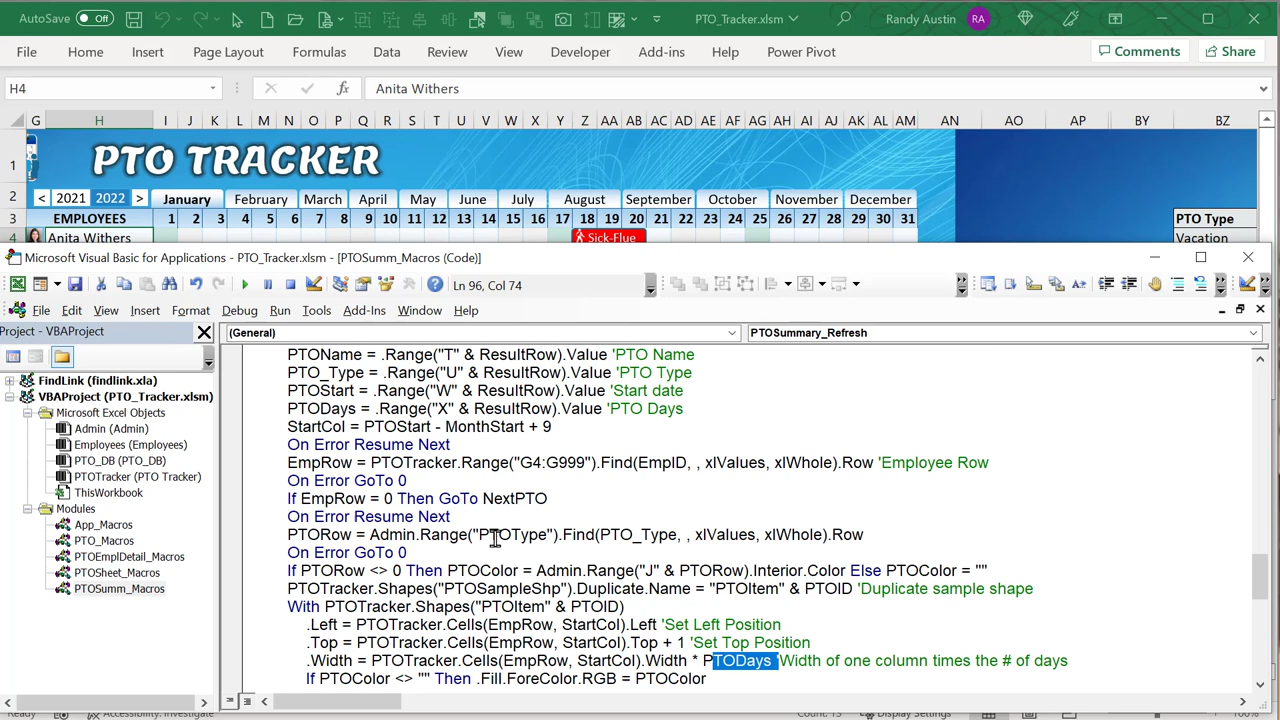 AutoSave Off PTO_Tracker.xlsm Randy Austin RA
File Home Insert Page Layout Formulas Data Review View Developer Add-ins Help Power Pivot Comments Share
H4 fx Anita Withers
G H I J K L M N O P Q R S T U V W X Y Z AA AB AC AD AE AF AG AH AI AJ AK AL AM AN AO AP BY BZ
1 PTO TRACKER
2 < 2021 2022 > January February March April May June July August September October November December
3 EMPLOYEES 1 2 3 4 5 6 7 8 9 10 11 12 13 14 15 16 17 18 19 20 21 22 23 24 25 26 27 28 29 30 31 PTO Type
4 Anita Withers Sick-Flue Vacation
Microsoft Visual Basic for Applications - PTO_Tracker.xlsm - [PTOSumm_Macros (Code)]
Ln 96, Col 74
File Edit View Insert Format Debug Run Tools Add-Ins Window Help
Project - VBAProject
(General) PTOSummary_Refresh
FindLink (findlink.xla)
VBAProject (PTO_Tracker.xlsm)
Microsoft Excel Objects
Admin (Admin)
Employees (Employees)
PTO_DB (PTO_DB)
PTOTracker (PTO Tracker)
ThisWorkbook
Modules
App_Macros
PTO_Macros
PTOEmplDetail_Macros
PTOSheet_Macros
PTOSumm_Macros
PTOName = .Range("T" & ResultRow).Value 'PTO Name
PTO_Type = .Range("U" & ResultRow).Value 'PTO Type
PTOStart = .Range("W" & ResultRow).Value 'Start date
PTODays = .Range("X" & ResultRow).Value 'PTO Days
StartCol = PTOStart - MonthStart + 9
On Error Resume Next
EmpRow = PTOTracker.Range("G4:G999").Find(EmpID, , xlValues, xlWhole).Row 'Employee Row
On Error GoTo 0
If EmpRow = 0 Then GoTo NextPTO
On Error Resume Next
PTORow = Admin.Range("PTOType").Find(PTO_Type, , xlValues, xlWhole).Row
On Error GoTo 0
If PTORow <> 0 Then PTOColor = Admin.Range("J" & PTORow).Interior.Color Else PTOColor = ""
PTOTracker.Shapes("PTOSampleShp").Duplicate.Name = "PTOItem" & PTOID 'Duplicate sample shape
With PTOTracker.Shapes("PTOItem" & PTOID)
.Left = PTOTracker.Cells(EmpRow, StartCol).Left 'Set Left Position
.Top = PTOTracker.Cells(EmpRow, StartCol).Top + 1 'Set Top Position
.Width = PTOTracker.Cells(EmpRow, StartCol).Width * PTODays 'Width of one column times the # of days
If PTOColor <> "" Then .Fill.ForeColor.RGB = PTOColor